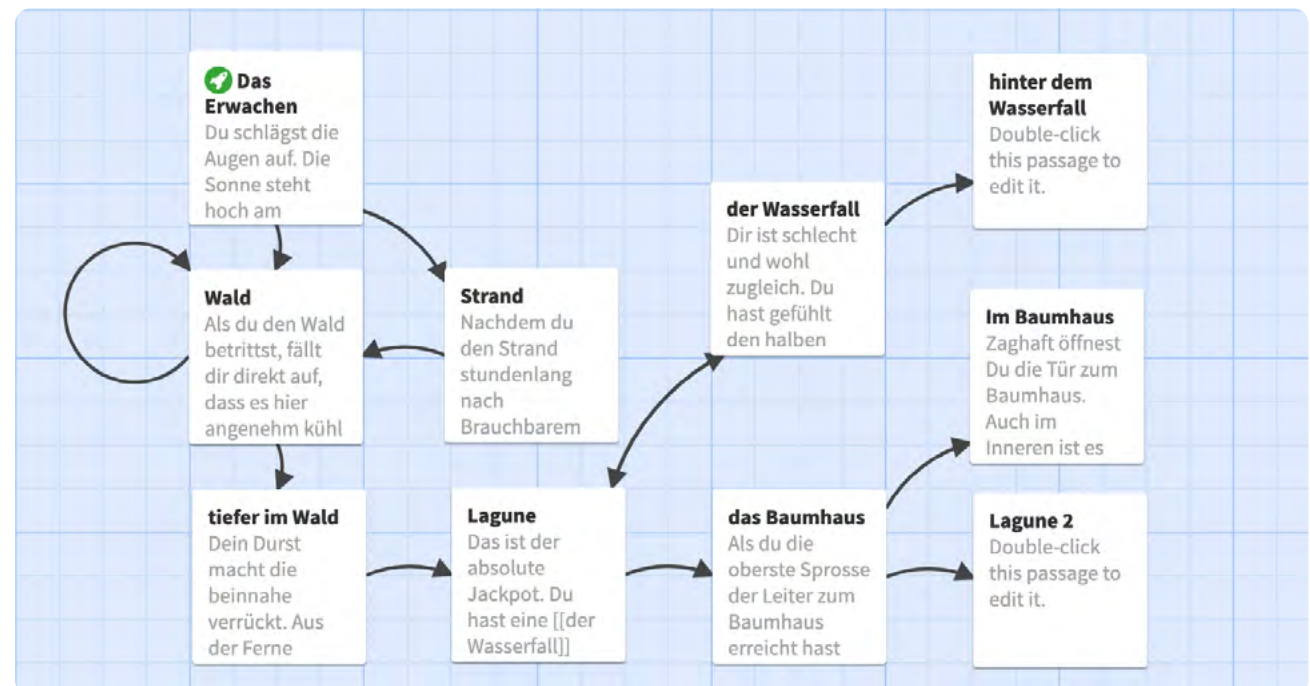 Das
Erwachen
Du schlägst die
Augen auf. Die
Sonne steht
hoch am
hinter dem
Wasserfall
Double-click
this passage to
edit it.
der Wasserfall
Dir ist schlecht
und wohl
zugleich. Du
hast gefühlt
den halben
Wald
Als du den Wald
betrittst, fällt
dir direkt auf,
dass es hier
angenehm kühl
Strand
Nachdem du
den Strand
stundenlang
nach
Brauchbarem
Im Baumhaus
Zaghaft öffnest
Du die Tür zum
Baumhaus.
Auch im
Inneren ist es
tiefer im Wald
Dein Durst
macht die
beinnahe
verrückt. Aus
der Ferne
Lagune
Das ist der
absolute
Jackpot. Du
hast eine [[der
Wasserfall]]
das Baumhaus
Als du die
oberste Sprosse
der Leiter zum
Baumhaus
erreicht hast
Lagune 2
Double-click
this passage to
edit it.